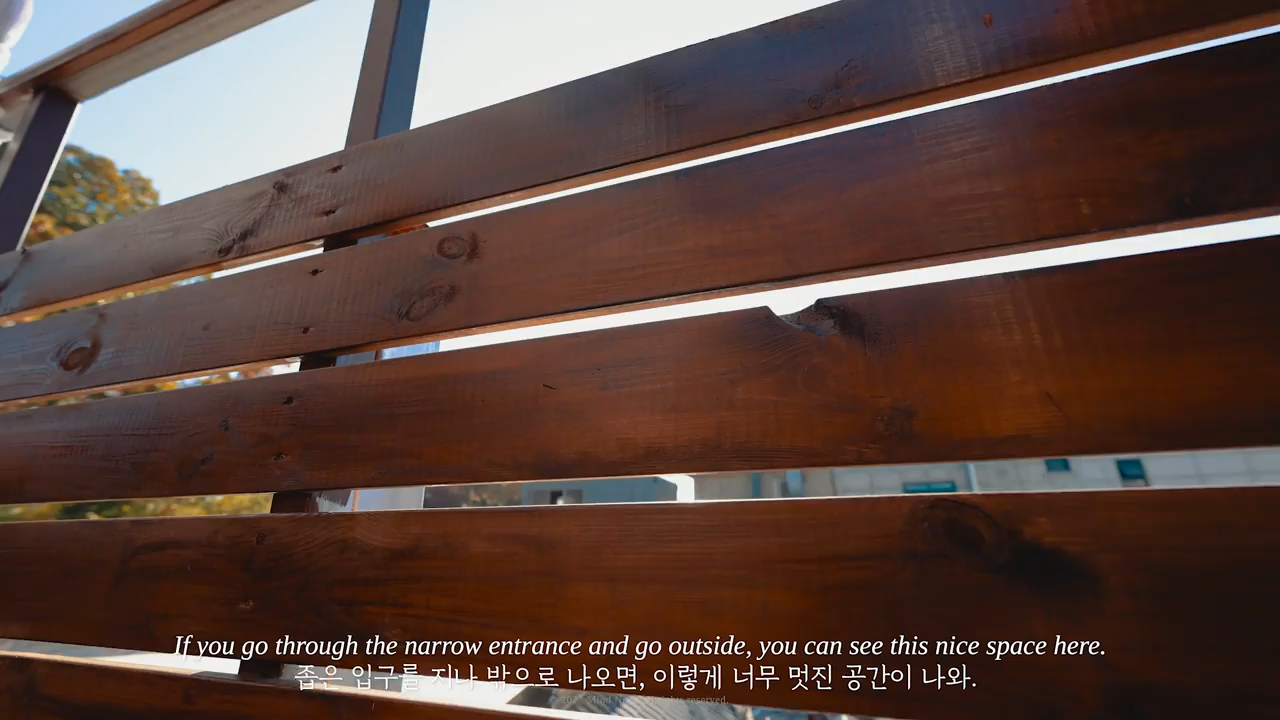 If you go through the narrow entrance and go outside, you can see this nice space here.
좁은 입구를 지나 밖으로 나오면, 이렇게 너무 멋진 공간이 나와.
reserved.